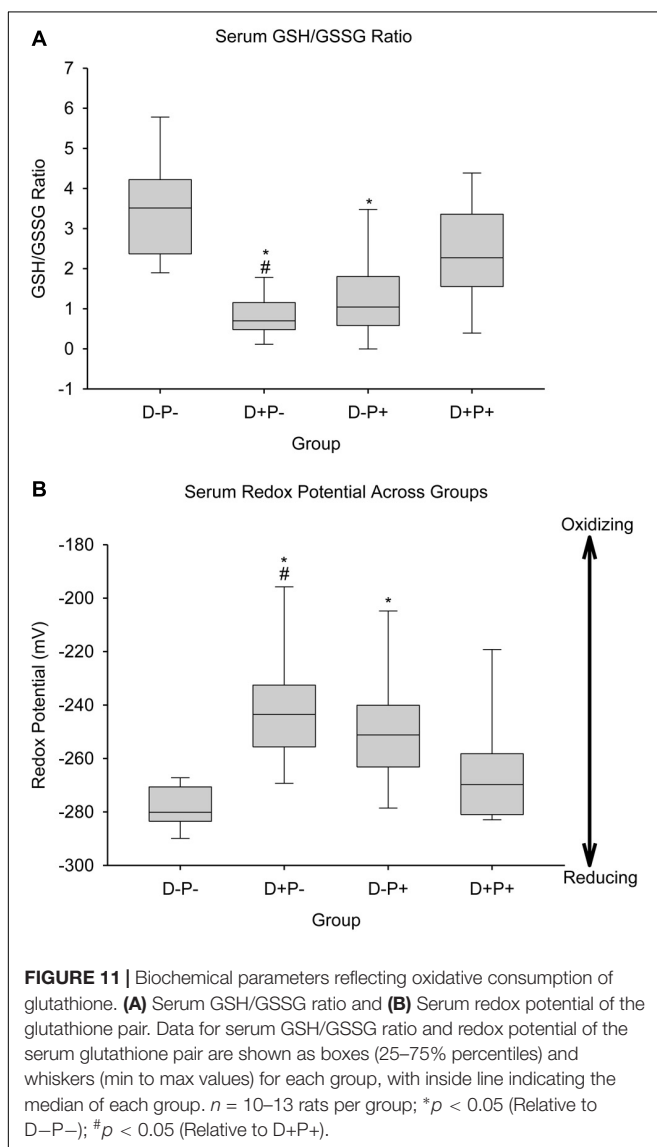 A
Serum GSH/GSSG Ratio
7
6
5
4
3
2
1
0
-1
GSH/GSSG Ratio
*
#
*
D-P-
D+P-
D-P+
D+P+
Group
B
Serum Redox Potential Across Groups
Oxidizing
-180
-200
-220
-240
-260
-280
-300
Redox Potential (mV)
*
#
*
Reducing
D-P-
D+P-
D-P+
D+P+
Group
FIGURE 11 | Biochemical parameters reflecting oxidative consumption of
glutathione. (A) Serum GSH/GSSG ratio and (B) Serum redox potential of the
glutathione pair. Data for serum GSH/GSSG ratio and redox potential of the
serum glutathione pair are shown as boxes (25–75% percentiles) and
whiskers (min to max values) for each group, with inside line indicating the
median of each group. n = 10–13 rats per group; *p < 0.05 (Relative to
D−P−); #p < 0.05 (Relative to D+P+).